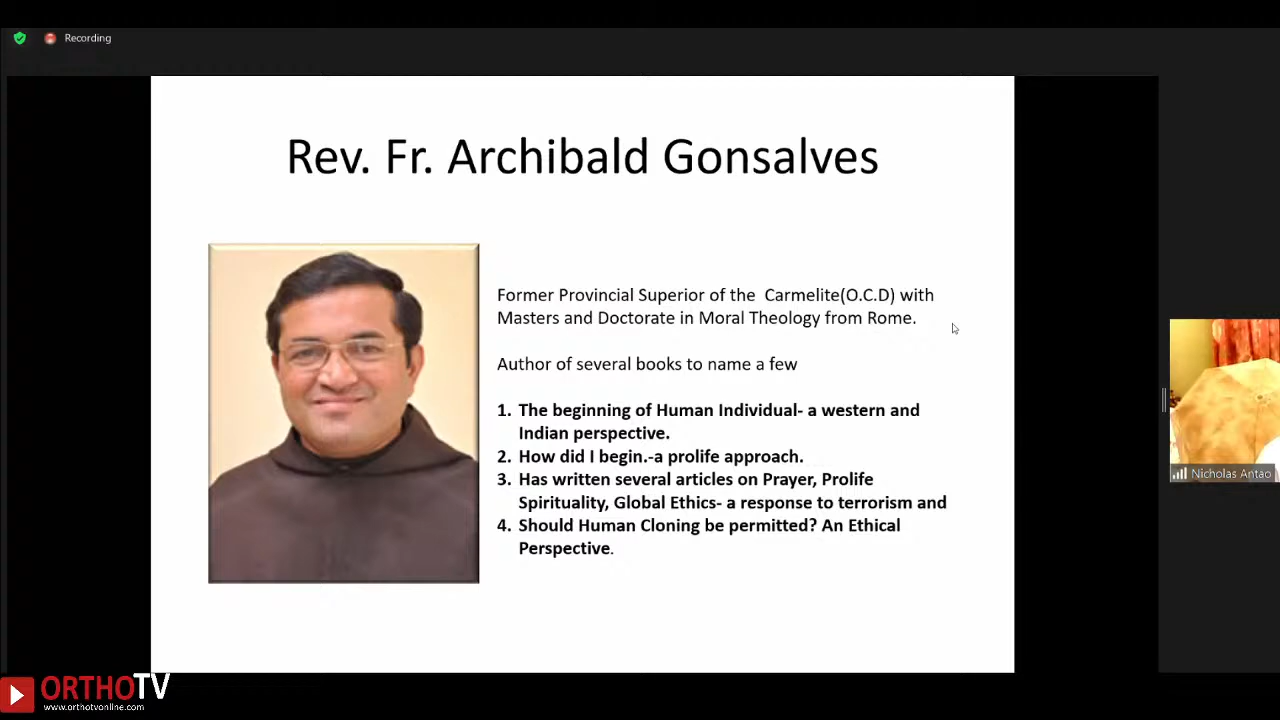 Recording
Rev. Fr. Archibald Gonsalves
Former Provincial Superior of the  Carmelite(O.C.D) with
Masters and Doctorate in Moral Theology from Rome.
Author of several books to name a few
1. The beginning of Human Individual- a western and
Indian perspective.
2. How did I begin.-a prolife approach.
3. Has written several articles on Prayer, Prolife
Spirituality, Global Ethics- a response to terrorism and
4. Should Human Cloning be permitted? An Ethical
Perspective.
Nicholas Antao
ORTHOTV
www.orthotvonline.com